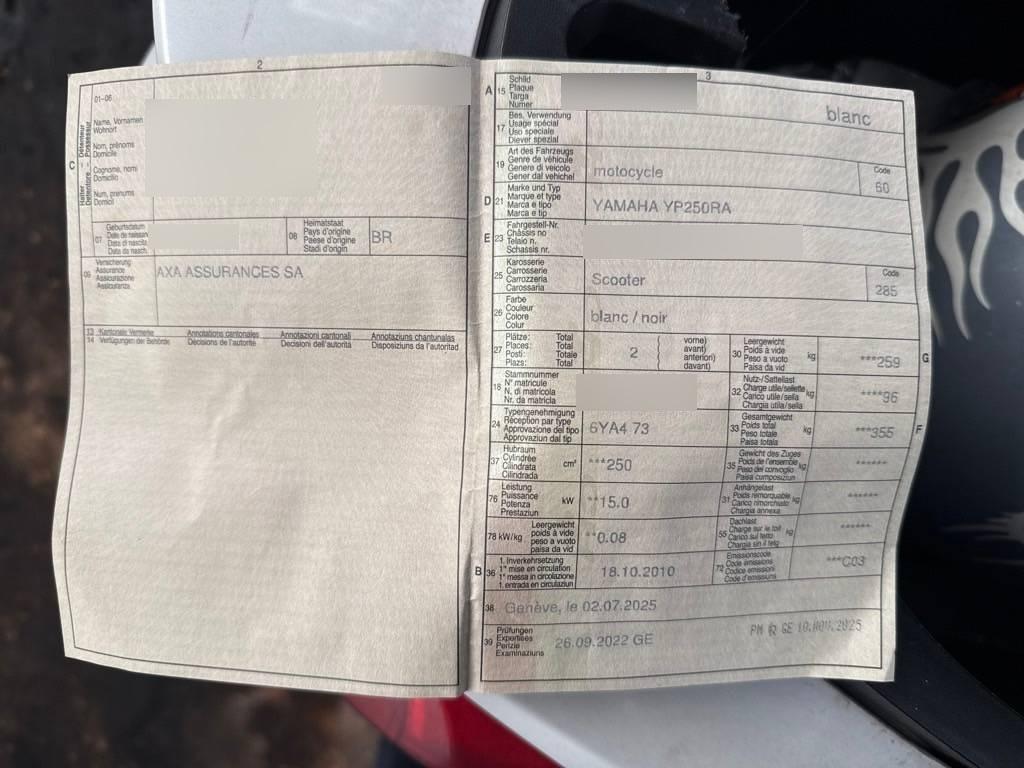 2
01-06
Name, Vornamen
Wohnort
Nom, prénoms
Domicile
Cognome, nomi
Domicilio
Num, prenums
Domicil
C
Halter Détenteur
Detentore Possessur
07 Geburtsdatum
Date de naissan
Data di nascita
Data da nasch.
08 Heimatstaat
Pays d'origine
Paese d'origine
Stadi d'origin
BR
09 Versicherung
Assurance
Assicurazione
Assicuranza
AXA ASSURANCES SA
13 Kantonale Vermerke Annotations cantonales Annotazioni cantonali Annotaziuns chantunalas
14 Verfügungen der Behörde Décisions de l'autorité Decisioni dell'autorità Disposiziuns da l'autoritad
3
A 15 Schild
Plaque
Targa
Numer
blanc
17 Bes. Verwendung
Usage spécial
Uso speciale
Diever spezial
19 Art des Fahrzeugs
Genre de véhicule
Genere di veicolo
Gener dal vehichel
motocycle
Code
60
D 21 Marke und Typ
Marque et type
Marca e tipo
Marca e tip
YAMAHA YP250RA
E 23 Fahrgestell-Nr.
Châssis no
Telaio n.
Schassis nr.
25 Karosserie
Carrosserie
Carrozzeria
Carossaria
Scooter
Code
285
26 Farbe
Couleur
Colore
Colur
blanc / noir
27 Plätze: Total
Places: Total
Posti: Totale
Plazs: Total
2
vorne)
avant)
anteriori)
davant)
30 Leergewicht
Poids à vide
Peso a vuoto
Paisa da vid
kg
***259
G
18 Stammnummer
N° matricule
N. di matricola
Nr. da matricla
32 Nutz-/Sattellast
Charge utile/sellette
Carico utile/sella
Chargia utila/sella
kg
****96
24 Typengenehmigung
Réception par type
Approvazione del tipo
Approvaziun dal tip
6YA4 73
33 Gesamtgewicht
Poids total
Peso totale
Paisa totala
kg
***355
F
37 Hubraum
Cylindrée
Cilindrata
Cilindrada
cm³
***250
35 Gewicht des Zuges
Poids de l'ensemble
Peso del convoglio
Paisa cumposiziun
kg
******
76 Leistung
Puissance
Potenza
Prestaziun
kW
**15.0
31 Anhängelast
Poids remorquable
Carico rimorchiato
Chargia annexa
kg
******
78 kW/kg
Leergewicht
poids à vide
peso a vuoto
paisa da vid
**0.08
55 Dachlast
Charge sur le toit
Carico sul tetto
Chargia sin il tetg
kg
******
B 36 1. Inverkehrsetzung
1re mise en circulation
1a messa in circolazione
1. entrada en circulaziun
18.10.2010
72 Emissionscode
Code émissions
Codice emissioni
Code d'emissiuns
***C03
38 Genève, le 02.07.2025
39 Prüfungen
Expertises
Perizie
Examinaziuns
26.09.2022 GE
GE 10.NOV.2025